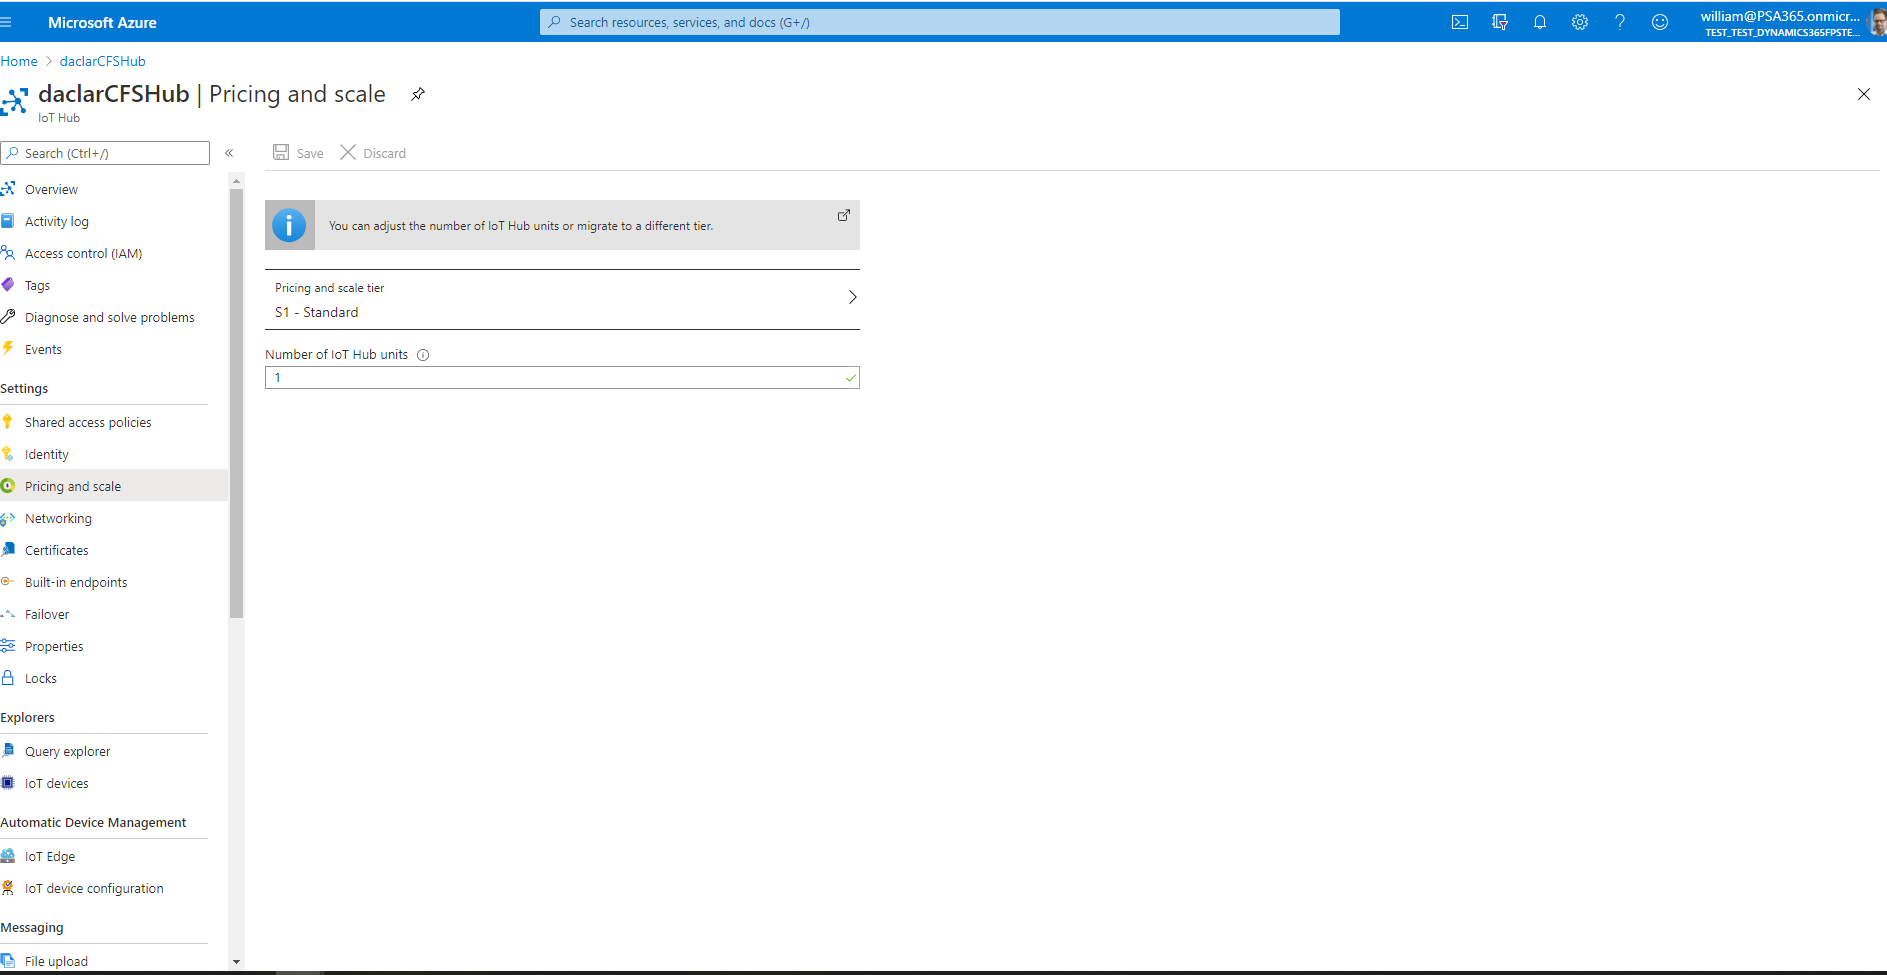 Microsoft Azure
Search resources, services, and docs (G+/)
william@PSA365.onmicr...
TEST_TEST_DYNAMICS365FPSTE...
Home > daclarCFSHub
daclarCFSHub | Pricing and scale
IoT Hub
Search (Ctrl+/)
«
Save
Discard
Overview
Activity log
Access control (IAM)
Tags
Diagnose and solve problems
Events
Settings
Shared access policies
Identity
Pricing and scale
Networking
Certificates
Built-in endpoints
Failover
Properties
Locks
Explorers
Query explorer
IoT devices
Automatic Device Management
IoT Edge
IoT device configuration
Messaging
File upload
You can adjust the number of IoT Hub units or migrate to a different tier.
Pricing and scale tier
S1 - Standard
Number of IoT Hub units
1